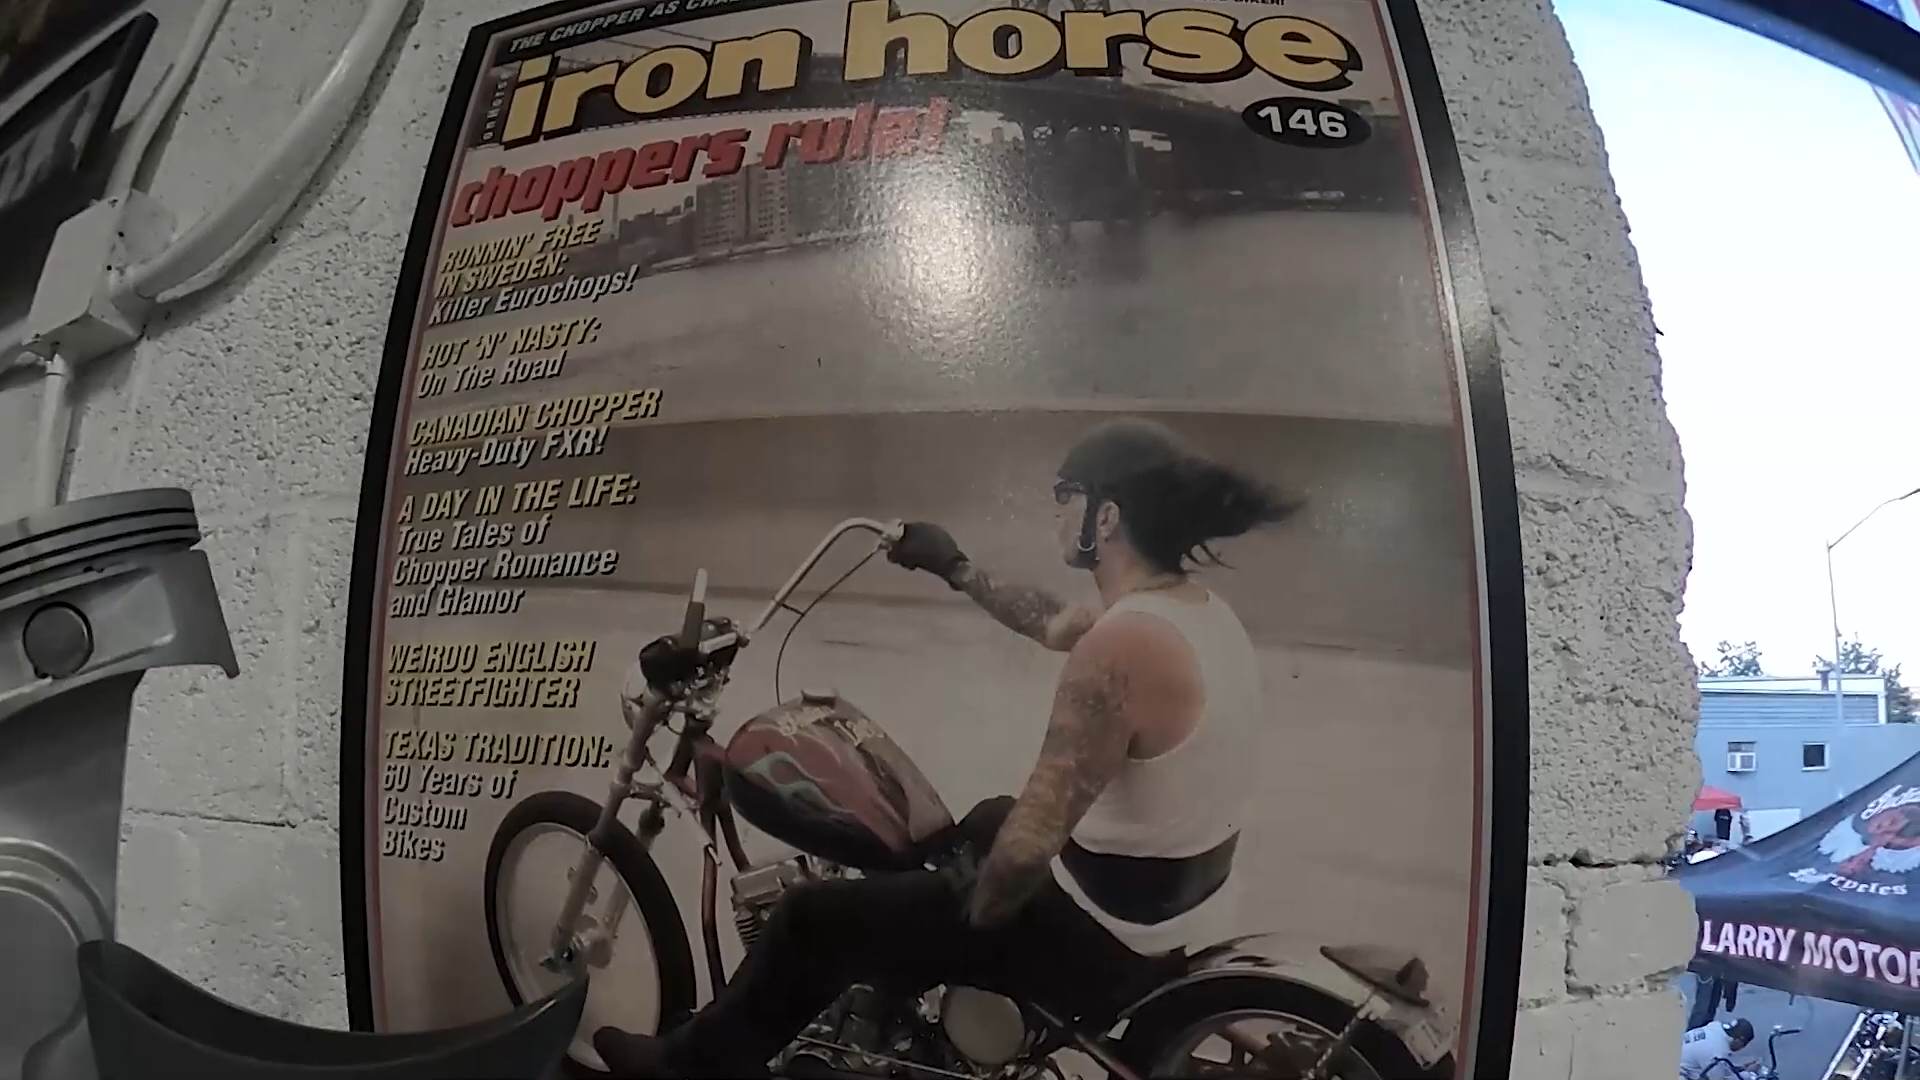 THE CHOPPER AS
iron horse
146
choppers rule!
RUNNIN' FREE
IN SWEDEN:
Killer Eurochops!
HOT 'N' NASTY:
On The Road
CANADIAN CHOPPER
Heavy-Duty FXR!
A DAY IN THE LIFE:
True Tales of
Chopper Romance
and Glamor
WEIRDO ENGLISH
STREETFIGHTER
TEXAS TRADITION:
60 Years of
Custom
Bikes
LARRY MOTOR